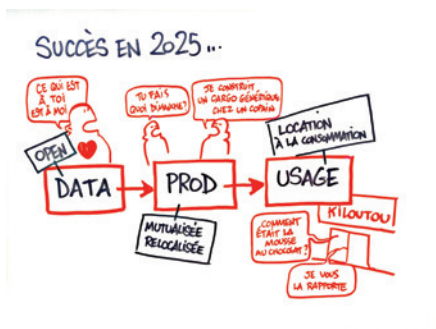 SUCCÈS EN 2025...
CE QUI EST
À TOI
EST À MOI
TU FAIS
QUOI DIMANCHE?
JE CONSTRUIT
UN CARGO GÉNÉRIQUE
CHEZ UN COPAIN
OPEN
DATA
PROD
USAGE
LOCATION
À LA CONSOMMATION
MUTUALISÉE
RELOCALISÉE
KILOUTOU
COMMENT
ÉTAIT LA
MOUSSE
AU CHOCOLAT?
JE VOUS
LA RAPPORTE